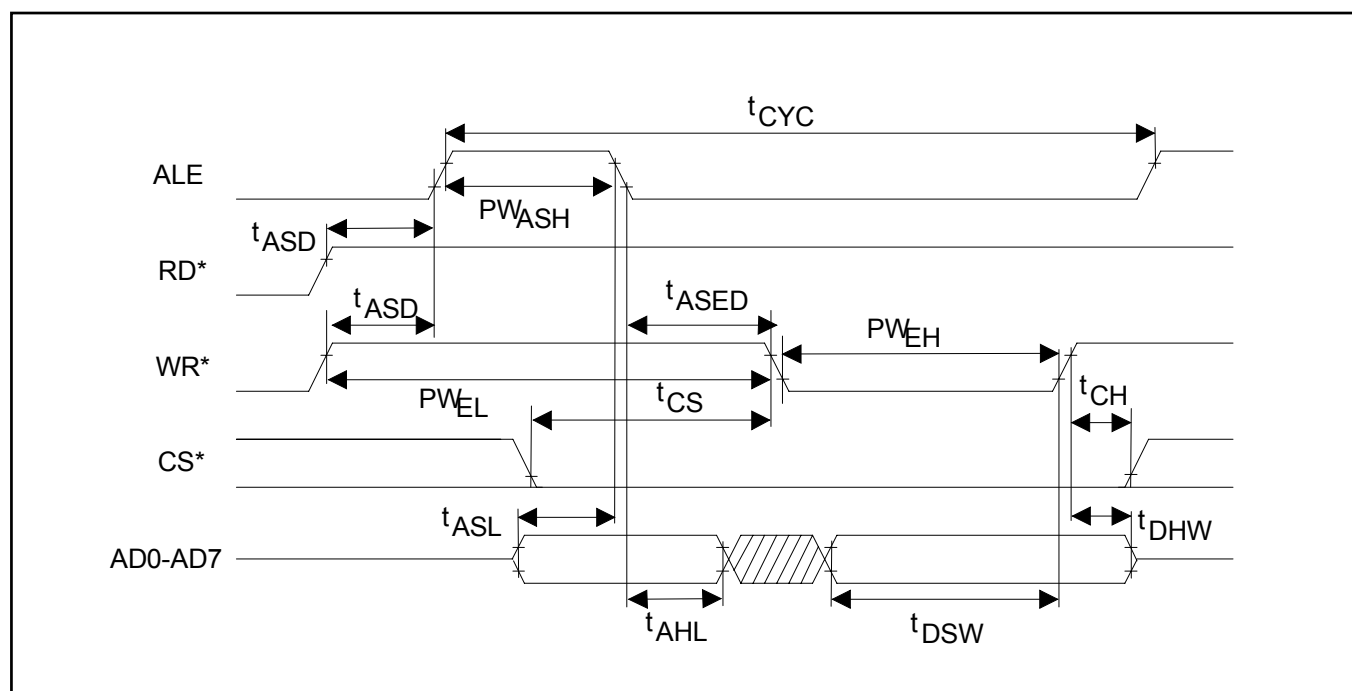 tCYC
ALE
PWASH
tASD
RD*
tASD
tASED
PWEH
WR*
PWEL
tCS
tCH
CS*
tASL
tDHW
AD0-AD7
tAHL
tDSW